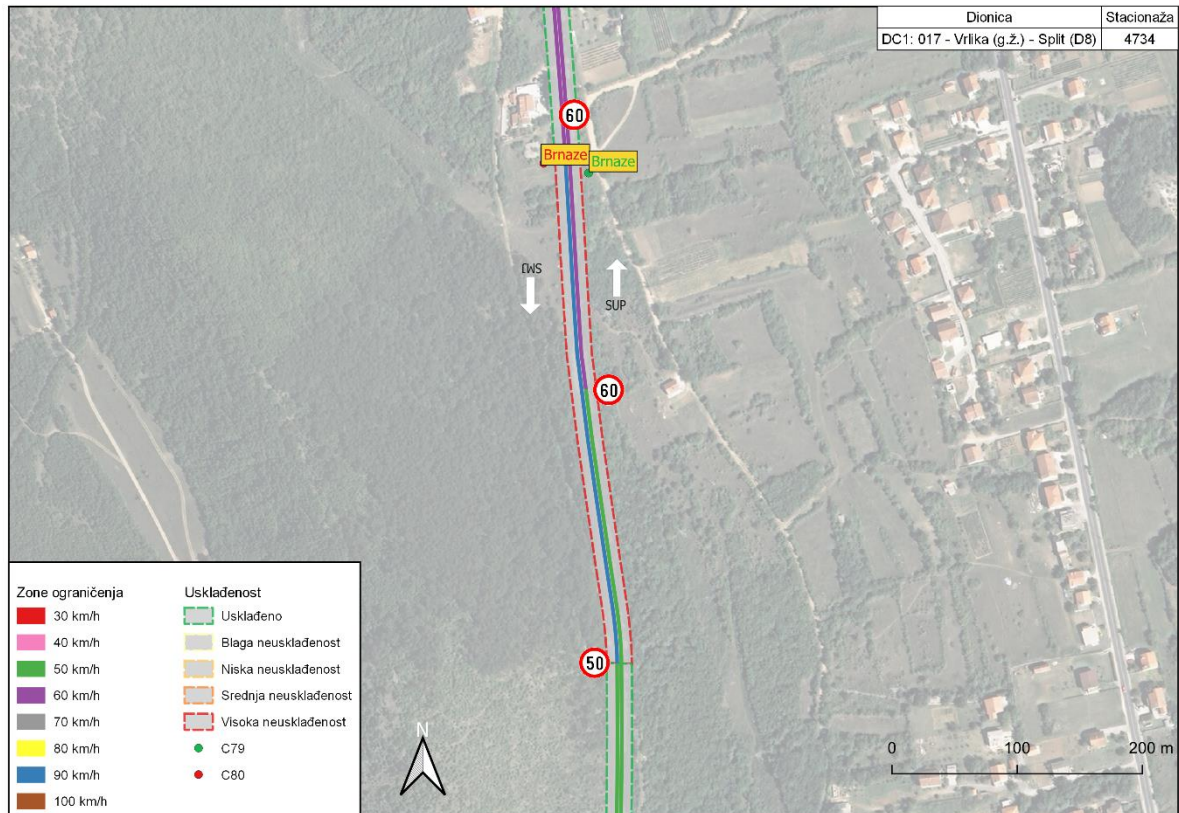 Dionica Stacionaža
DC1: 017 - Vrlika (g.ž.) - Split (D8) 4734
60
Brnaze
Brnaze
SMJ
SUP
60
50
Zone ograničenja
30 km/h
40 km/h
50 km/h
60 km/h
70 km/h
80 km/h
90 km/h
100 km/h
Usklađenost
Usklađeno
Blaga neusklađenost
Niska neusklađenost
Srednja neusklađenost
Visoka neusklađenost
C79
C80
N
0 100 200 m